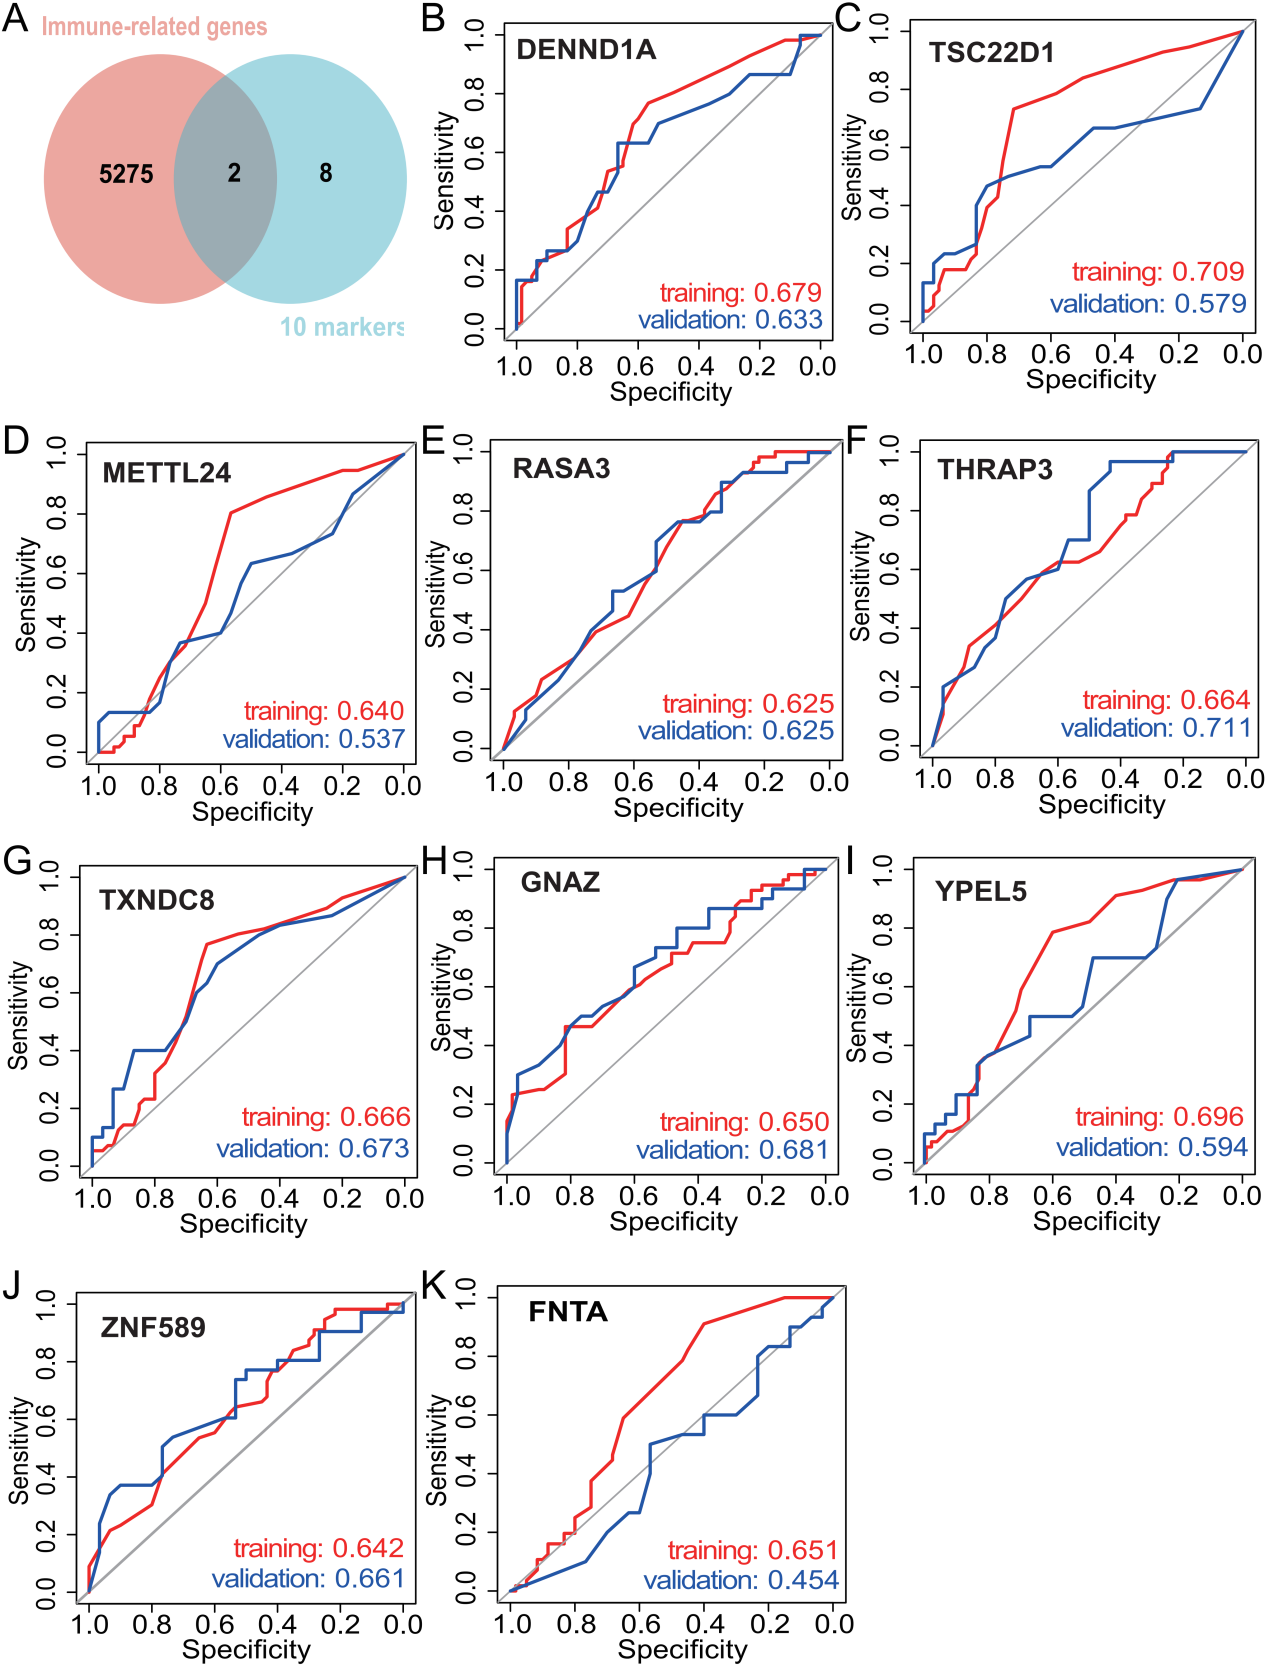 A
Immune-related genes
5275
2
8
10 markers
B
DENND1A
Sensitivity
0.0 0.2 0.4 0.6 0.8 1.0
training: 0.679
validation: 0.633
1.0 0.8 0.6 0.4 0.2 0.0
Specificity
C
TSC22D1
Sensitivity
0.0 0.2 0.4 0.6 0.8 1.0
training: 0.709
validation: 0.579
1.0 0.8 0.6 0.4 0.2 0.0
Specificity
D
METTL24
Sensitivity
0.0 0.2 0.4 0.6 0.8 1.0
training: 0.640
validation: 0.537
1.0 0.8 0.6 0.4 0.2 0.0
Specificity
E
RASA3
Sensitivity
0.0 0.2 0.4 0.6 0.8 1.0
training: 0.625
validation: 0.625
1.0 0.8 0.6 0.4 0.2 0.0
Specificity
F
THRAP3
Sensitivity
0.0 0.2 0.4 0.6 0.8 1.0
training: 0.664
validation: 0.711
1.0 0.8 0.6 0.4 0.2 0.0
Specificity
G
TXNDC8
Sensitivity
0.0 0.2 0.4 0.6 0.8 1.0
training: 0.666
validation: 0.673
1.0 0.8 0.6 0.4 0.2 0.0
Specificity
H
GNAZ
Sensitivity
0.0 0.2 0.4 0.6 0.8 1.0
training: 0.650
validation: 0.681
1.0 0.8 0.6 0.4 0.2 0.0
Specificity
I
YPEL5
Sensitivity
0.0 0.2 0.4 0.6 0.8 1.0
training: 0.696
validation: 0.594
1.0 0.8 0.6 0.4 0.2 0.0
Specificity
J
ZNF589
Sensitivity
0.0 0.2 0.4 0.6 0.8 1.0
training: 0.642
validation: 0.661
1.0 0.8 0.6 0.4 0.2 0.0
Specificity
K
FNTA
Sensitivity
0.0 0.2 0.4 0.6 0.8 1.0
training: 0.651
validation: 0.454
1.0 0.8 0.6 0.4 0.2 0.0
Specificity